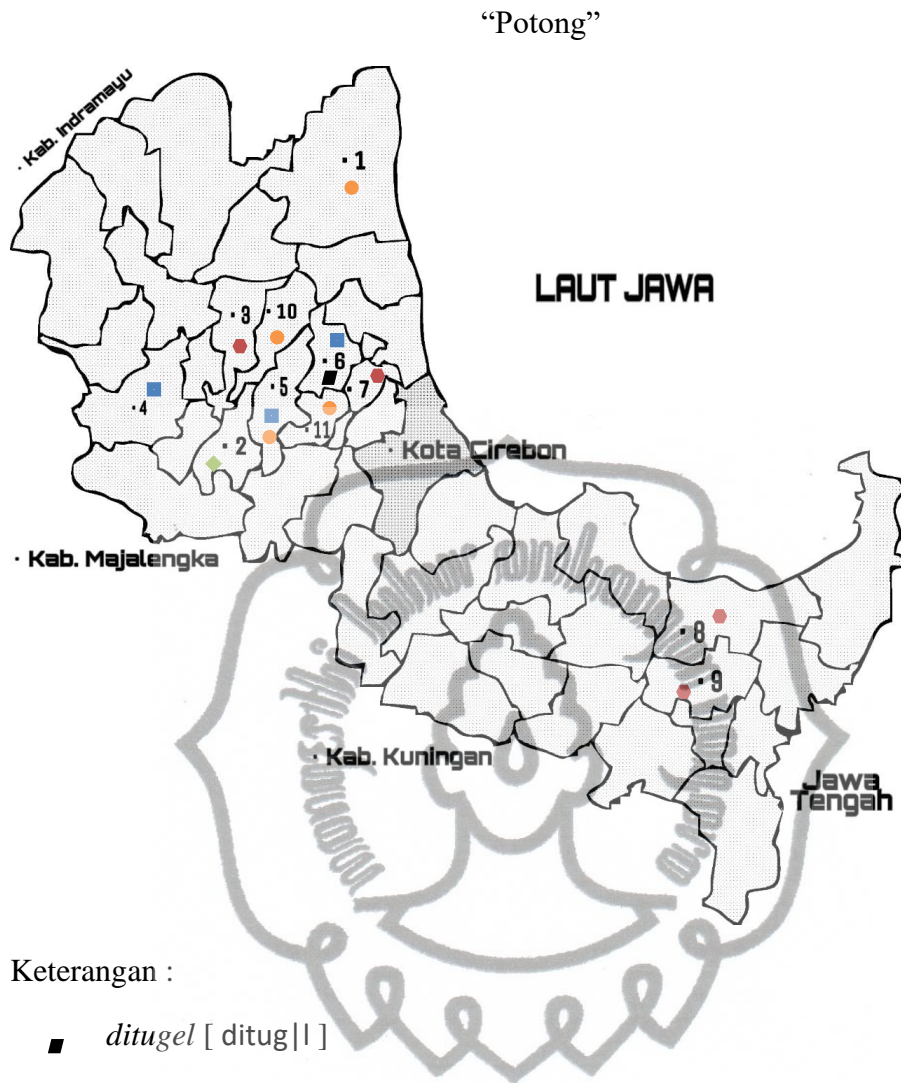 “Potong”
· Kab. Indramayu
· 1
LAUT JAWA
· 3
· 10
· 6
· 5
· 7
· 4
· 11
· 2
· Kota Cirebon
· Kab. Majalengka
· 8
· 9
· Kab. Kuningan
Jawa
Tengah
Keterangan :
ditugel [ ditug|l ]